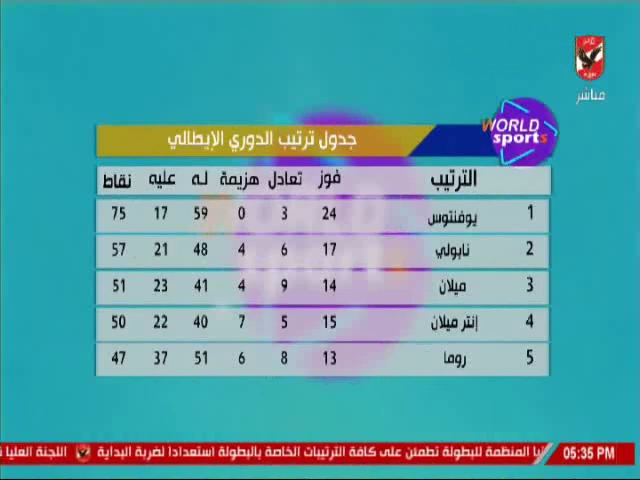 مباشر
WORLD
sports
جدول ترتيب الدوري الإيطالي
الترتيب فوز تعادل هزيمة له عليه نقاط
1 يوفنتوس 24 3 0 59 17 75
2 نابولي 17 6 4 48 21 57
3 ميلان 14 9 4 41 23 51
4 إنتر ميلان 15 5 7 40 22 50
5 روما 13 8 6 51 37 47
المنظمة للبطولة تطمئن على كافة الترتيبات الخاصة بالبطولة استعدادا لضربة البداية اللجنة العليا
05:35 PM